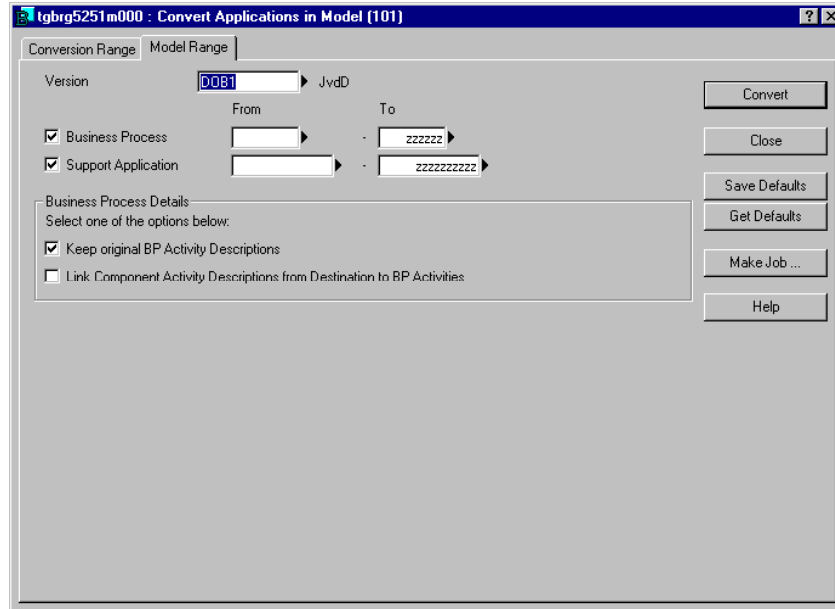 tgbrg5251m000 : Convert Applications in Model (101)
Conversion Range Model Range
Version DOB1 JvdD
From To
Business Process - zzzzzz
Support Application - zzzzzzzzzz
Business Process Details
Select one of the options below:
Keep original BP Activity Descriptions
Link Component Activity Descriptions from Destination to BP Activities
Convert
Close
Save Defaults
Get Defaults
Make Job ...
Help